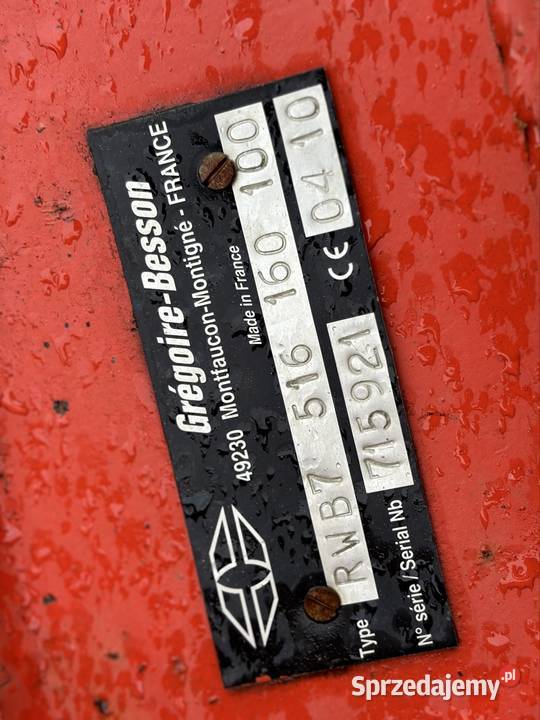 Grégoire-Besson
49230 Montfaucon-Montigné - FRANCE
Made in France
Type RWB7 516 160 100
N° série / Serial Nb 715921 CE 04 10
Sprzedajemy.pl